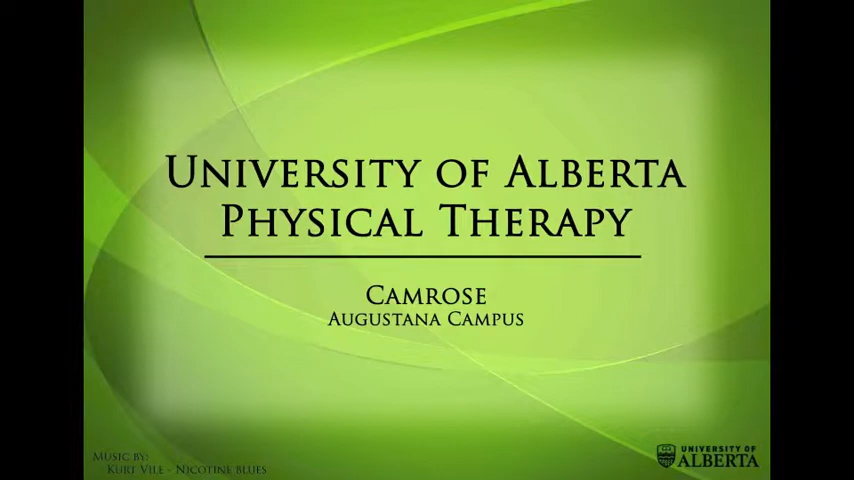 University of Alberta
Physical Therapy
Camrose
Augustana Campus
Music by:
Kurt Vile - Nicotine blues
UNIVERSITY OF
ALBERTA